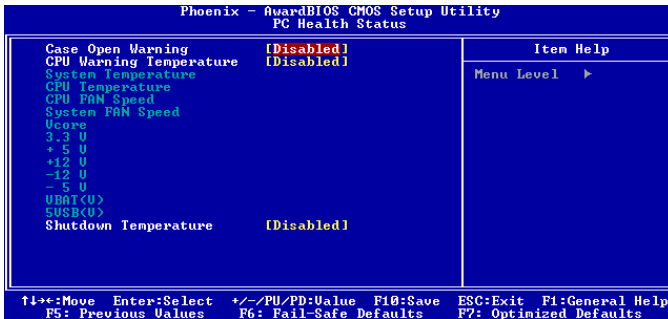 Phoenix - AwardBIOS CMOS Setup Utility
PC Health Status
Case Open Warning [Disabled]
CPU Warning Temperature [Disabled]
System Temperature
CPU Temperature
CPU FAN Speed
System FAN Speed
Vcore
3.3 V
+ 5 V
+12 V
-12 V
- 5 V
VBAT(V)
5VSB(V)
Shutdown Temperature [Disabled]
Item Help
Menu Level ▶
↑↓→←:Move Enter:Select +/-/PU/PD:Value F10:Save ESC:Exit F1:General Help
F5: Previous Values F6: Fail-Safe Defaults F7: Optimized Defaults